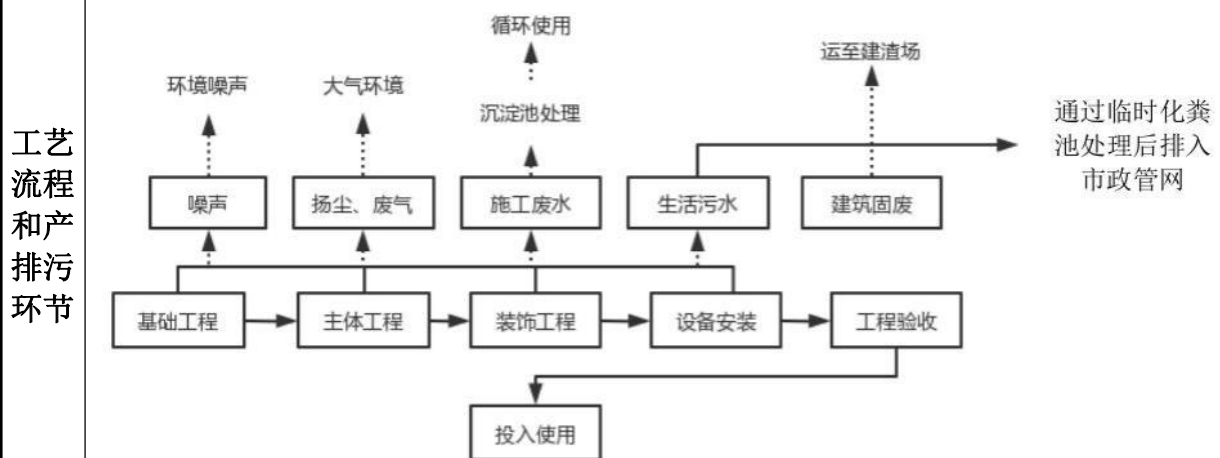 工艺
流程
和产
排污
环节
循环使用
运至建渣场
环境噪声
大气环境
沉淀池处理
通过临时化粪
池处理后排入
市政管网
噪声
扬尘、废气
施工废水
生活污水
建筑固废
基础工程
主体工程
装饰工程
设备安装
工程验收
投入使用